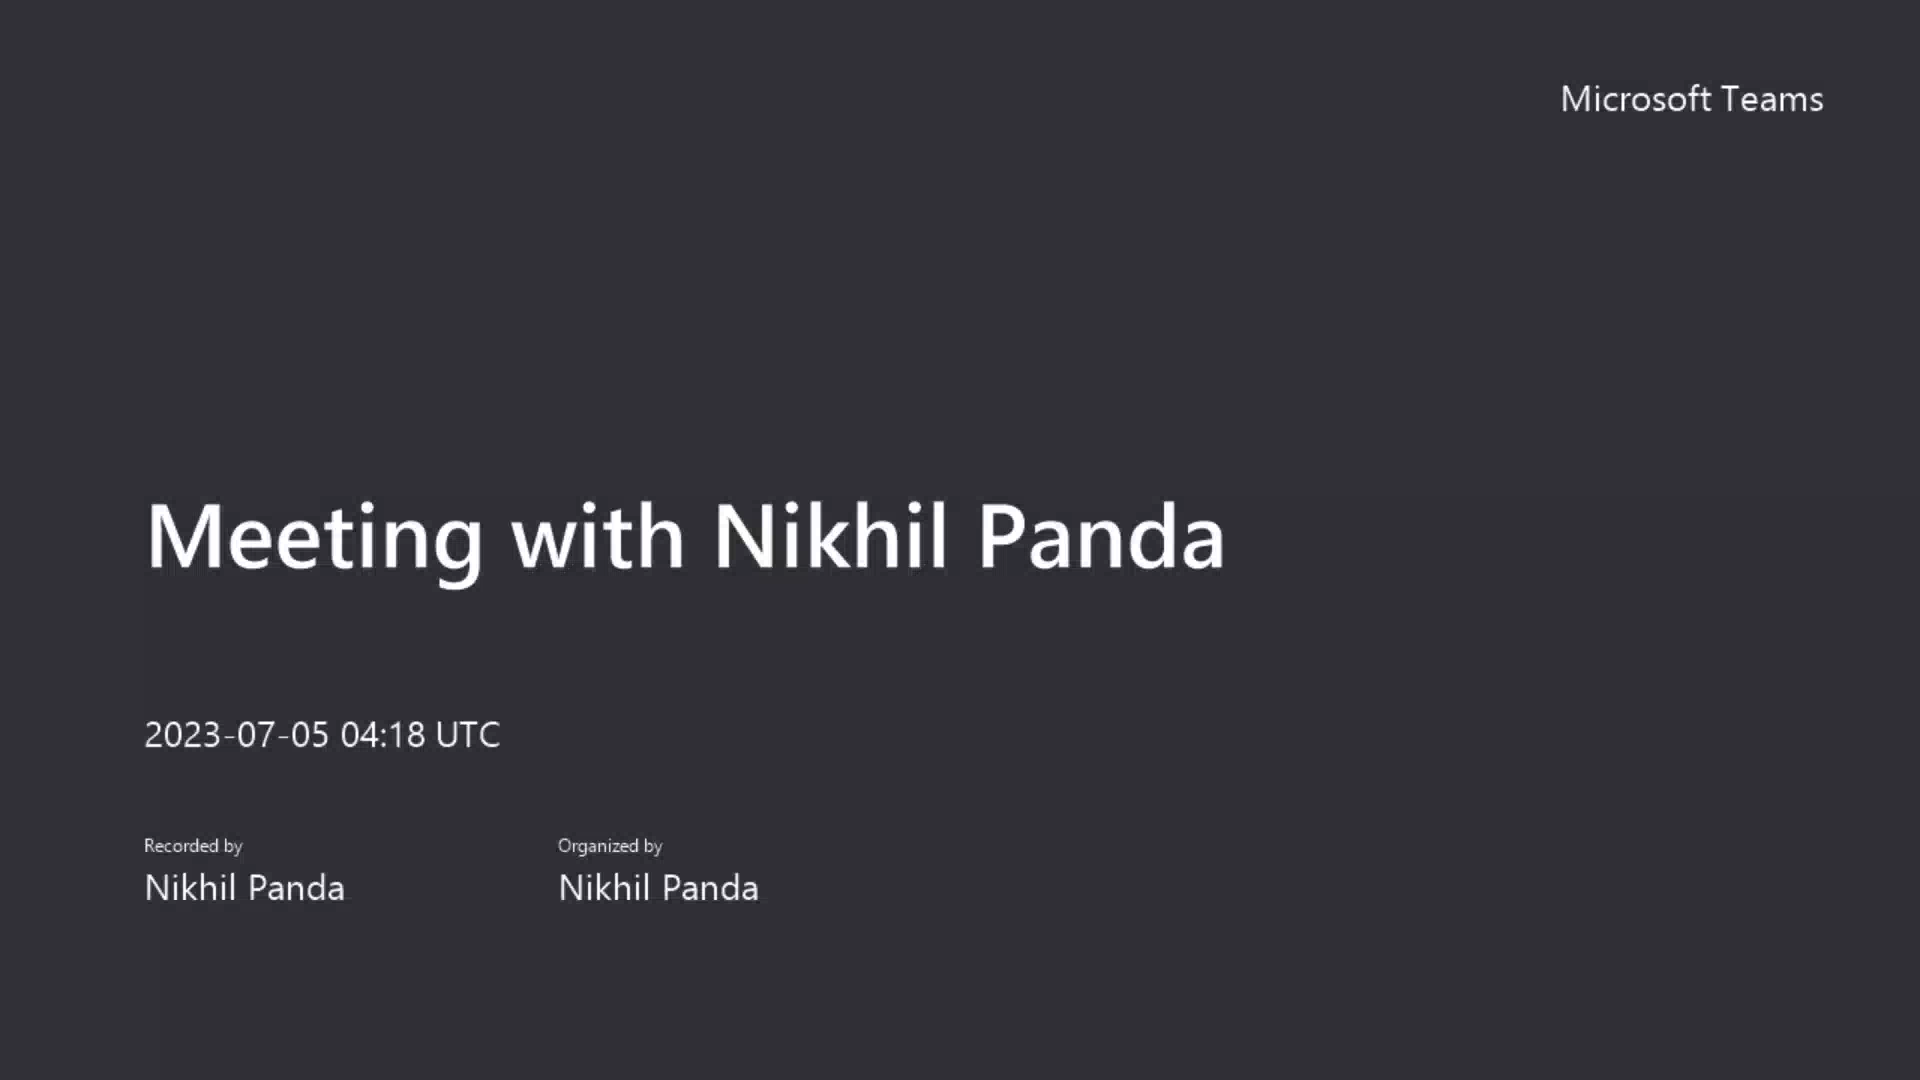 Microsoft Teams
Meeting with Nikhil Panda
2023-07-05 04:18 UTC
Recorded by
Nikhil Panda
Organized by
Nikhil Panda